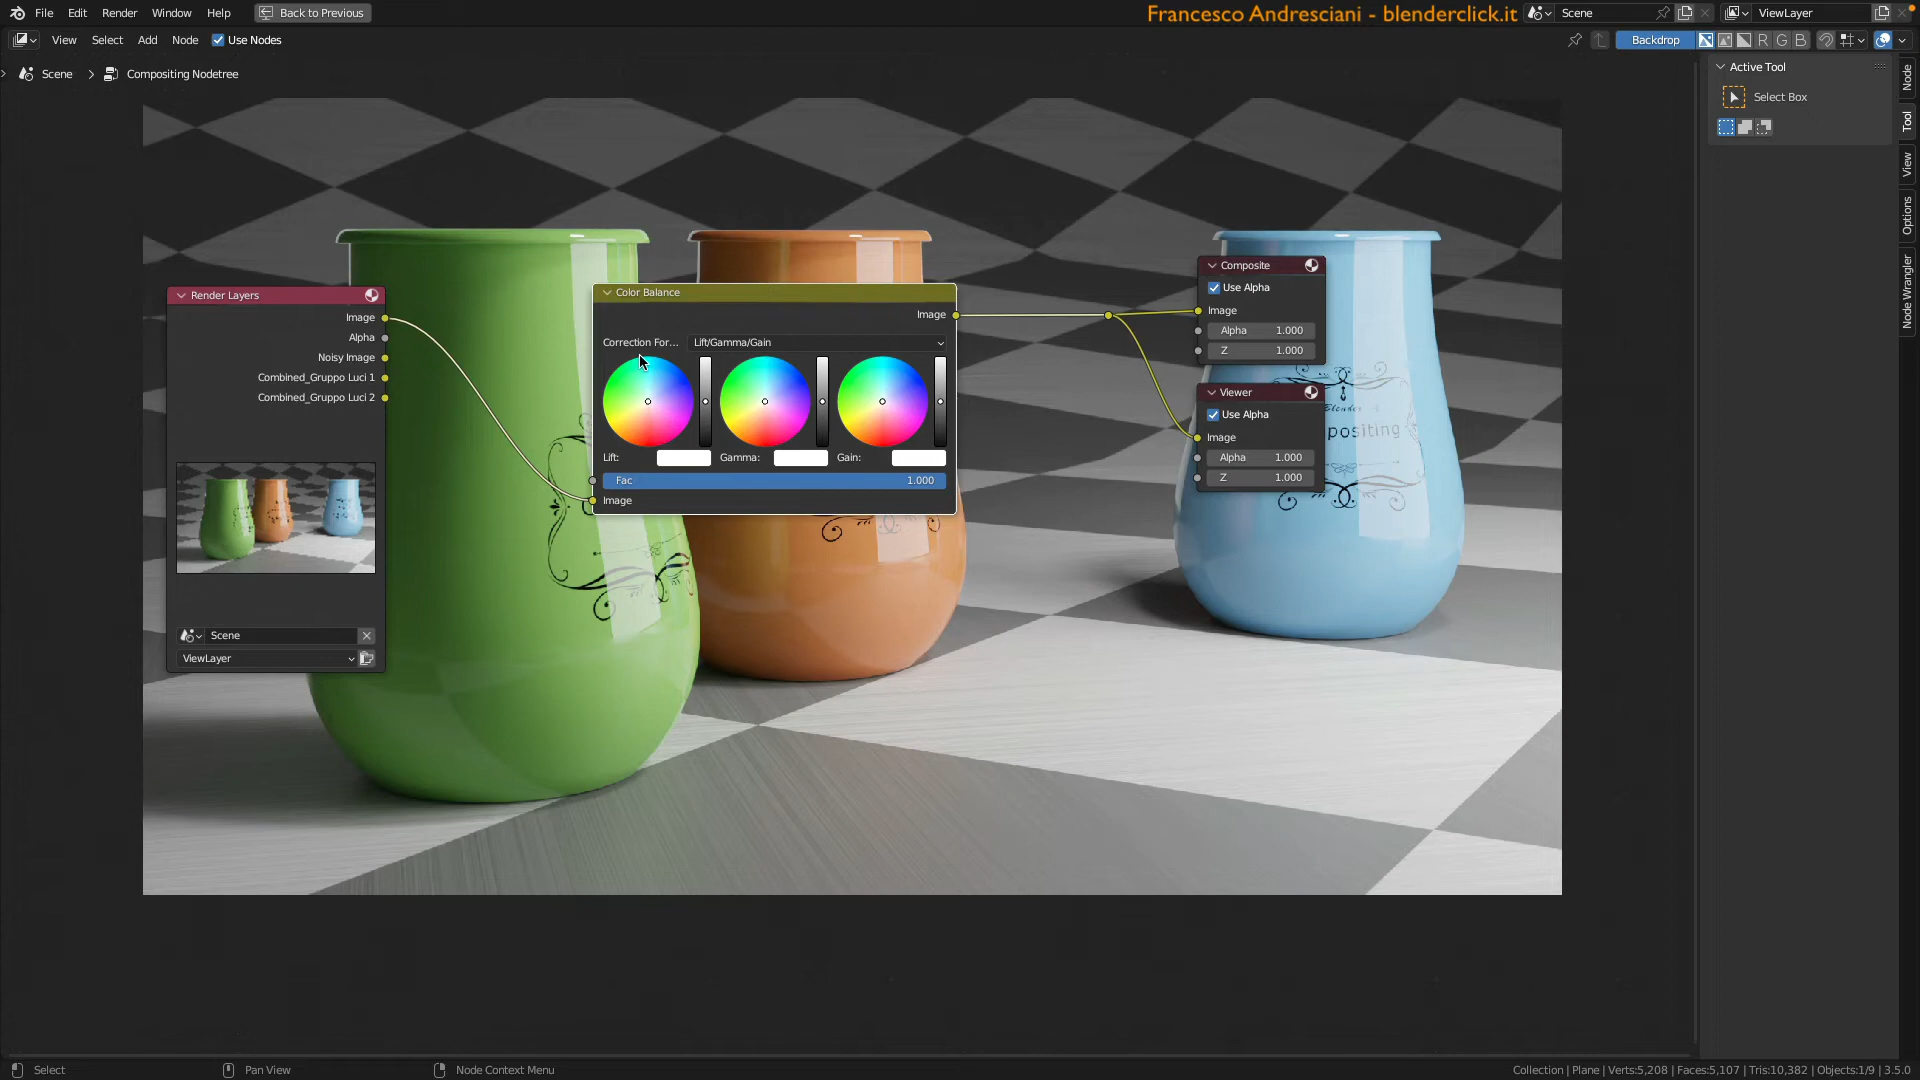 File Edit Render Window Help Back to Previous
Francesco Andresciani - blenderclick.it
Scene
ViewLayer
View Select Add Node Use Nodes
Backdrop
R G B
Scene
Compositing Nodetree
Active Tool
Select Box
Node
Tool
View
Options
Node Wrangler
Render Layers
Image
Alpha
Noisy Image
Combined_Gruppo Luci 1
Combined_Gruppo Luci 2
Scene
ViewLayer
Color Balance
Image
Correction For... Lift/Gamma/Gain
Lift: Gamma: Gain:
Fac 1.000
Image
Composite
Use Alpha
Image
Alpha 1.000
Z 1.000
Viewer
Use Alpha
Image
Alpha 1.000
Z 1.000
Select Pan View Node Context Menu
Collection | Plane | Verts:5,208 | Faces:5,107 | Tris:10,382 | Objects:1/9 | 3.5.0